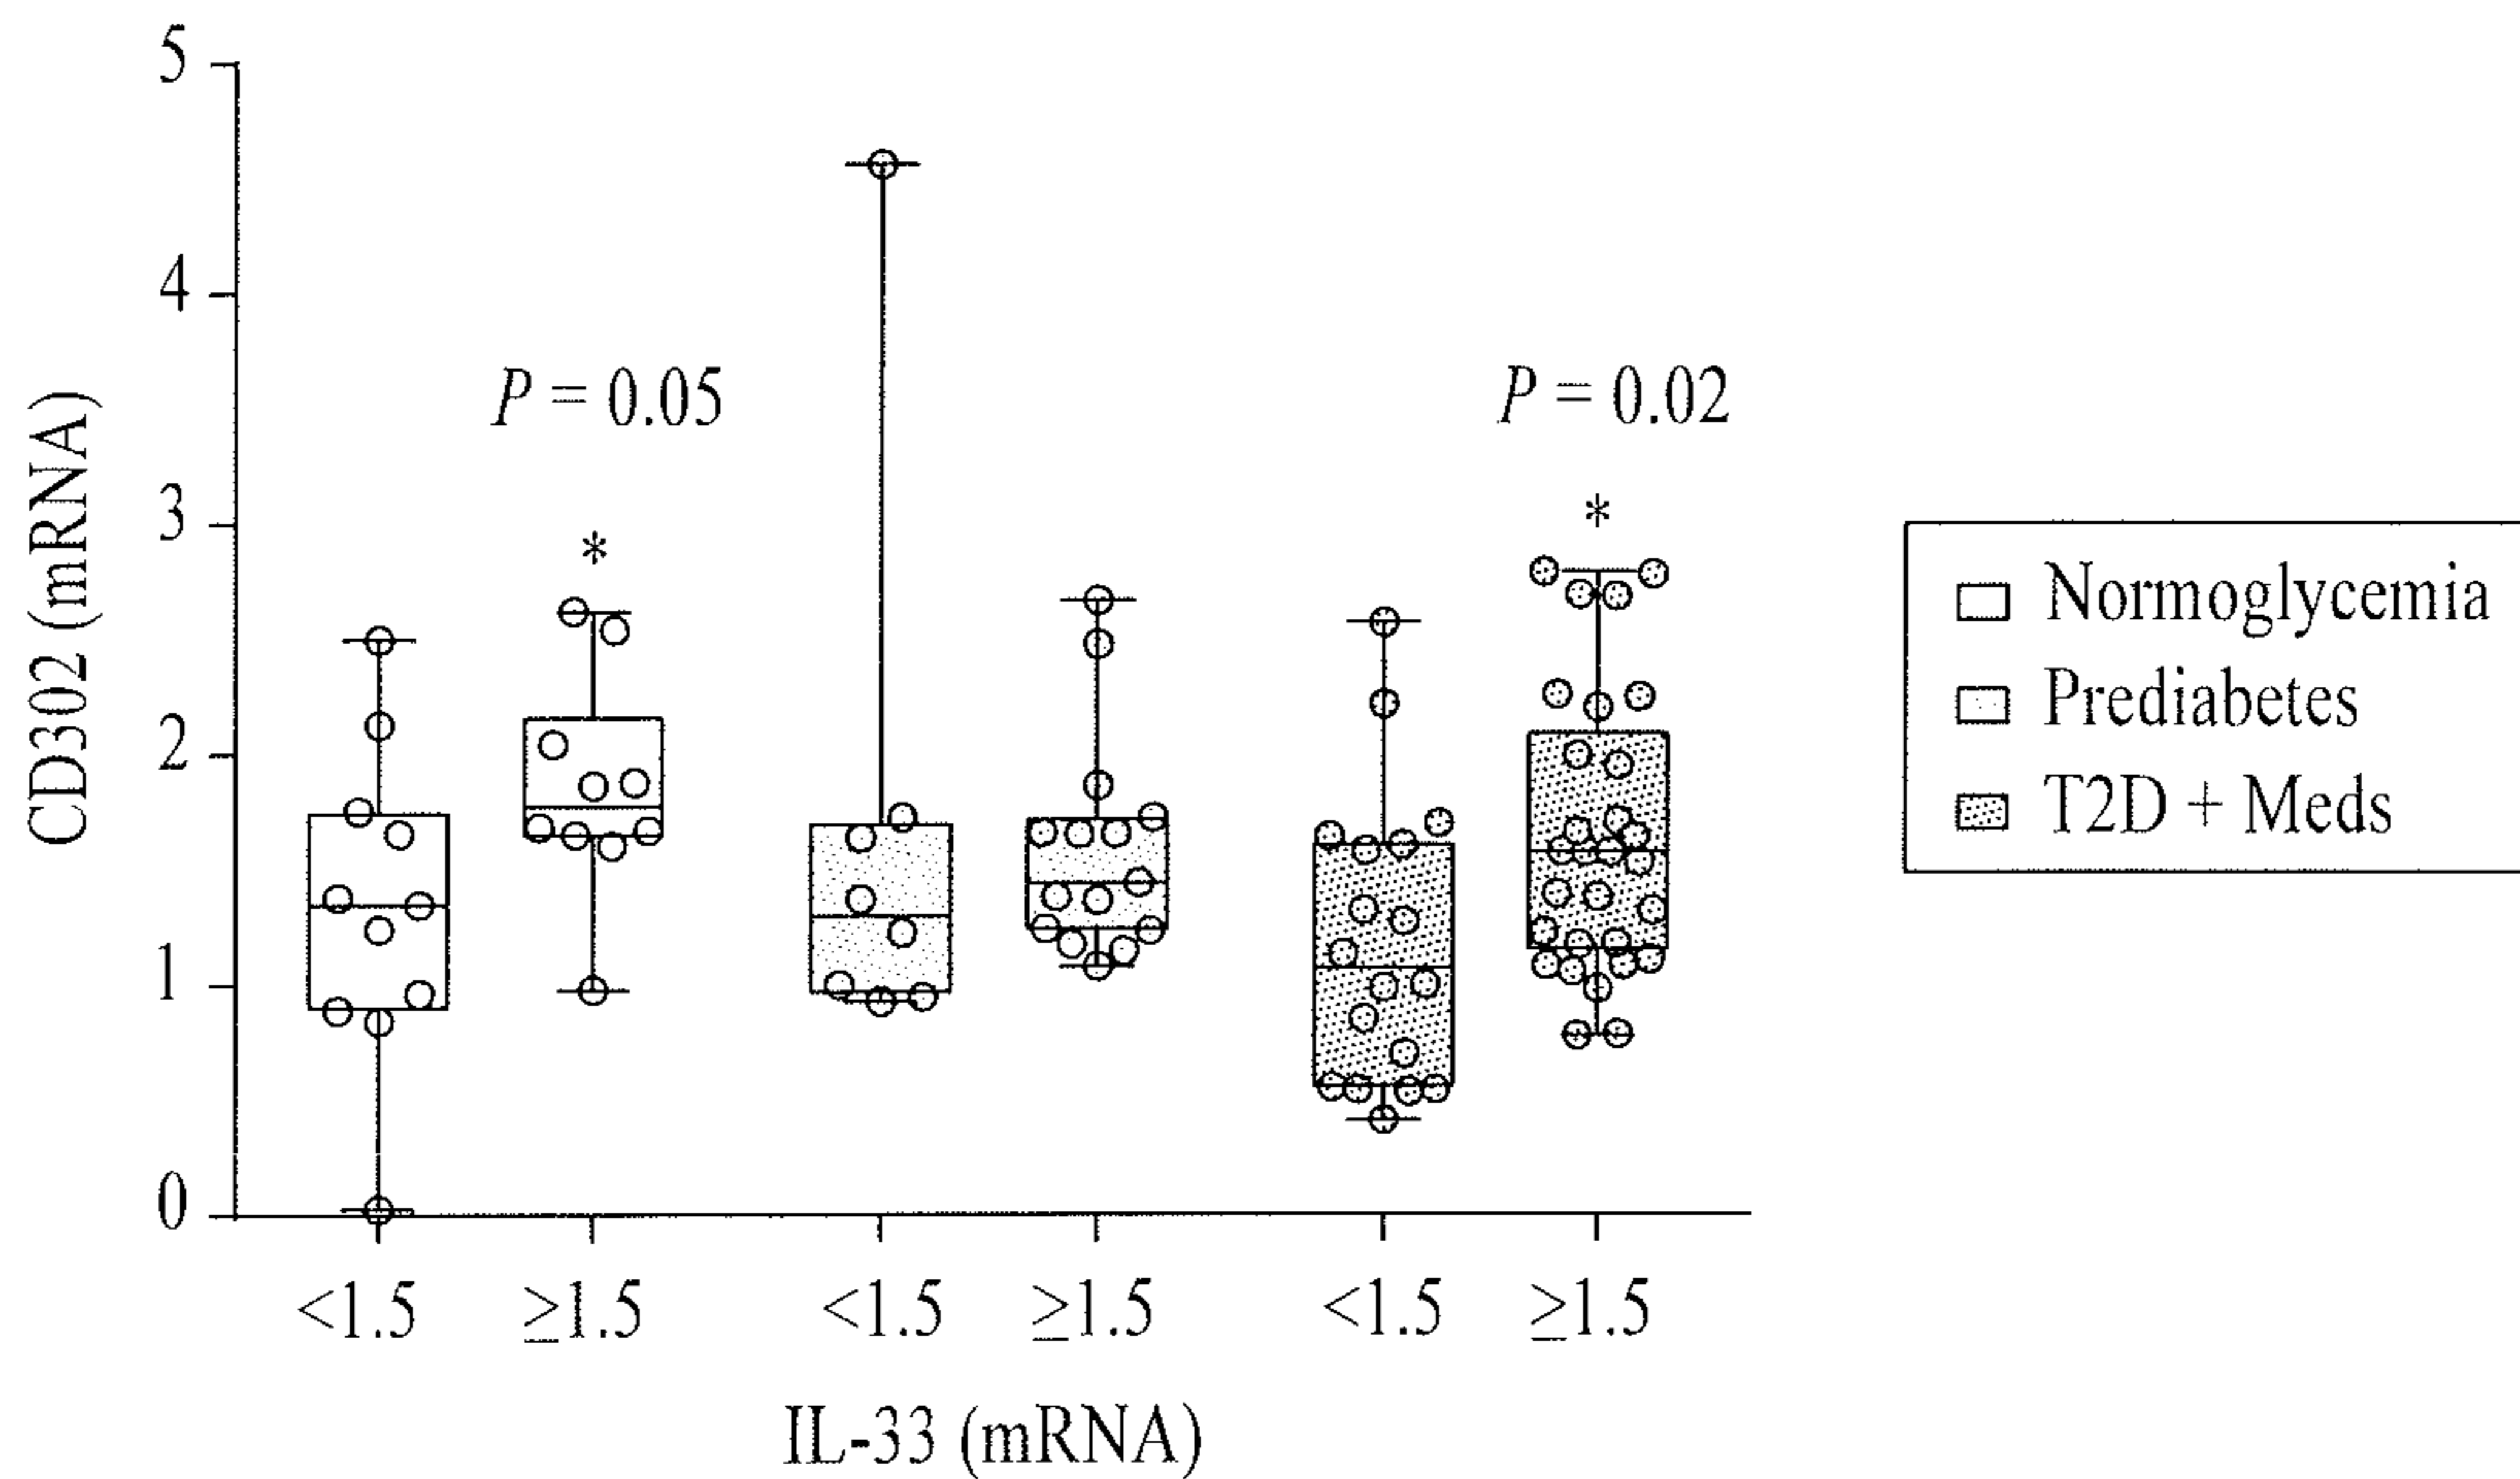 5
4
3
2
1
0
CD302 (mRNA)
P = 0.05
P = 0.02
*
*
<1.5
≥1.5
<1.5
≥1.5
<1.5
≥1.5
IL-33 (mRNA)
Normoglycemia
Prediabetes
T2D + Meds